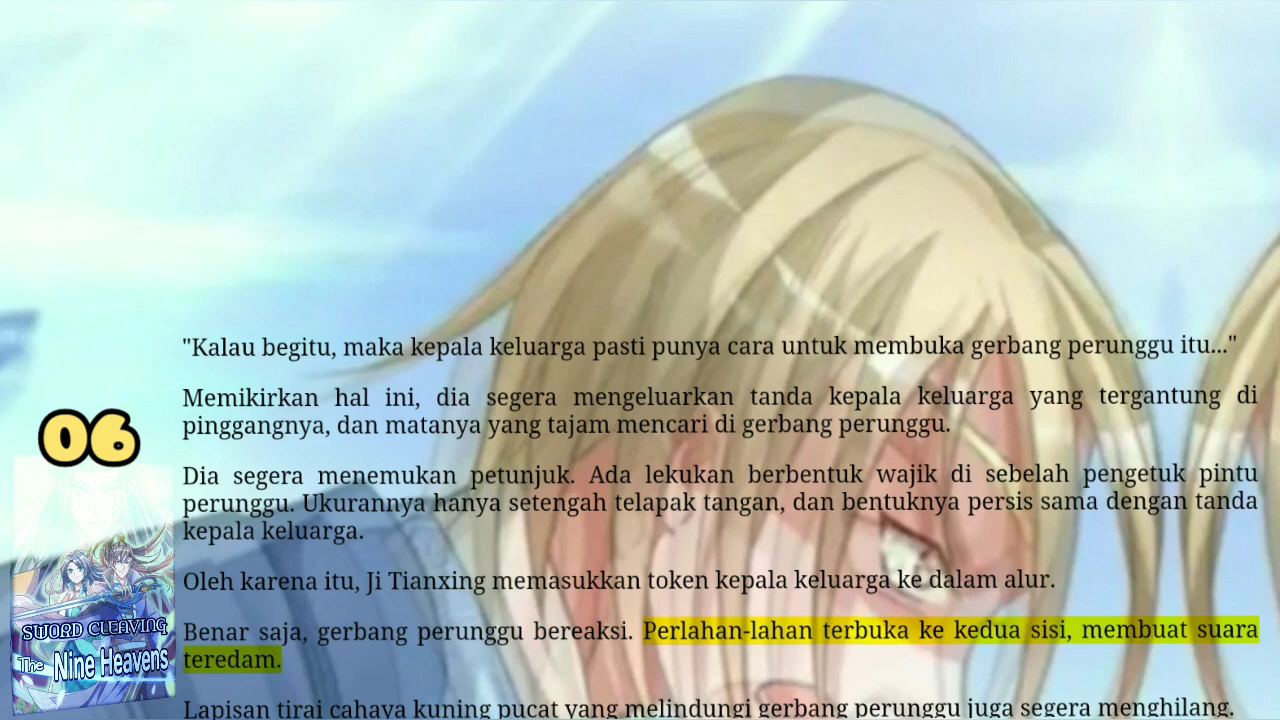 "Kalau begitu, maka kepala keluarga pasti punya cara untuk membuka gerbang perunggu itu..."
Memikirkan hal ini, dia segera mengeluarkan tanda kepala keluarga yang tergantung di
pinggangnya, dan matanya yang tajam mencari di gerbang perunggu.
Dia segera menemukan petunjuk. Ada lekukan berbentuk wajik di sebelah pengetuk pintu
perunggu. Ukurannya hanya setengah telapak tangan, dan bentuknya persis sama dengan tanda
kepala keluarga.
Oleh karena itu, Ji Tianxing memasukkan token kepala keluarga ke dalam alur.
Benar saja, gerbang perunggu bereaksi. Perlahan-lahan terbuka ke kedua sisi, membuat suara
teredam.
Lapisan tirai cahaya kuning pucat yang melindungi gerbang perunggu juga segera menghilang.
06
SWORD CLEAVING
The Nine Heavens